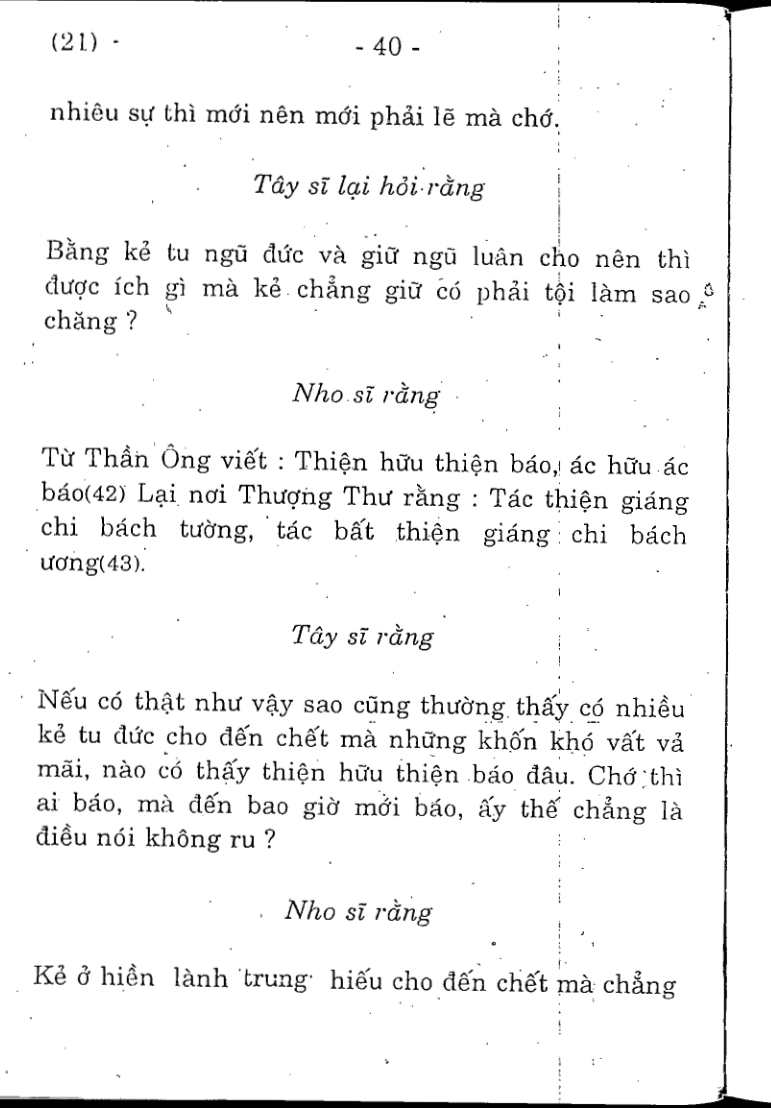 (21) -
- 40 -
nhiêu sự thì mới nên mới phải lẽ mà chớ.
Tây sĩ lại hỏi rằng
Bằng kẻ tu ngũ đức và giữ ngũ luân cho nên thì
được ích gì mà kẻ chẳng giữ có phải tội làm sao
chăng ?
Nho sĩ rằng
Từ Thần Ông viết : Thiện hữu thiện báo, ác hữu ác
báo(42) Lại nơi Thượng Thư rằng : Tác thiện giáng
chi bách tường, tác bất thiện giáng chi bách
ương(43).
Tây sĩ rằng
Nếu có thật như vậy sao cũng thường thấy có nhiều
kẻ tu đức cho đến chết mà những khốn khó vất vả
mãi, nào có thấy thiện hữu thiện báo đâu. Chớ thì
ai báo, mà đến bao giờ mới báo, ấy thế chẳng là
điều nói không ru ?
Nho sĩ rằng
Kẻ ở hiền lành trung hiếu cho đến chết mà chẳng